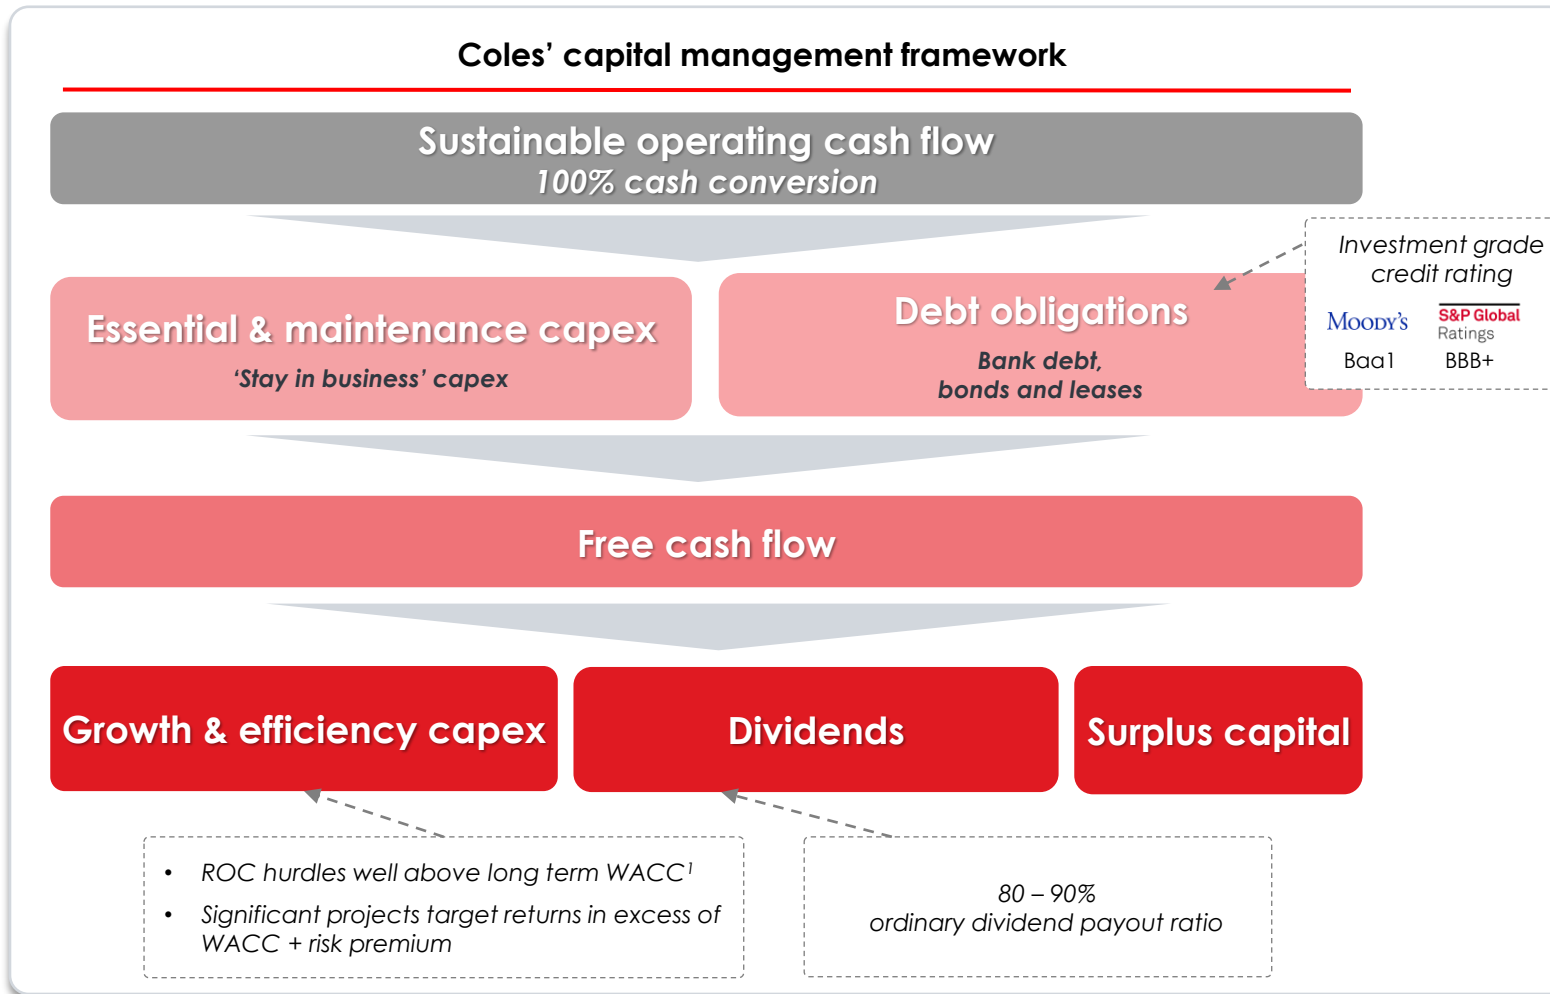 Coles’ capital management framework
Sustainable operating cash flow
100% cash conversion
Investment grade
credit rating
MOODY’S
S&P Global
Ratings
Baa1
BBB+
Essential & maintenance capex
‘Stay in business’ capex
Debt obligations
Bank debt,
bonds and leases
Free cash flow
Growth & efficiency capex
Dividends
Surplus capital
• ROC hurdles well above long term WACC¹
• Significant projects target returns in excess of
WACC + risk premium
80 – 90%
ordinary dividend payout ratio